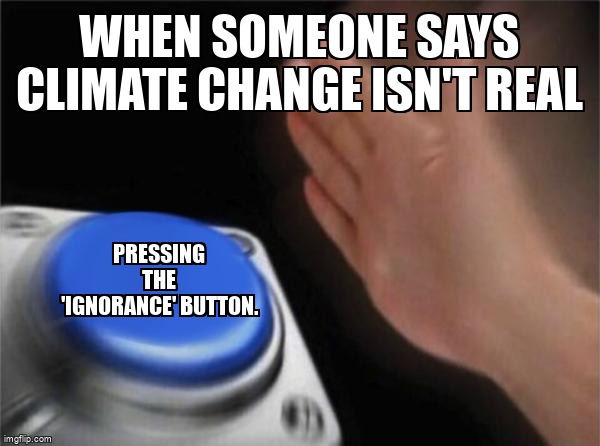 WHEN SOMEONE SAYS
CLIMATE CHANGE ISN'T REAL
PRESSING
THE
'IGNORANCE' BUTTON.
imgflip.com